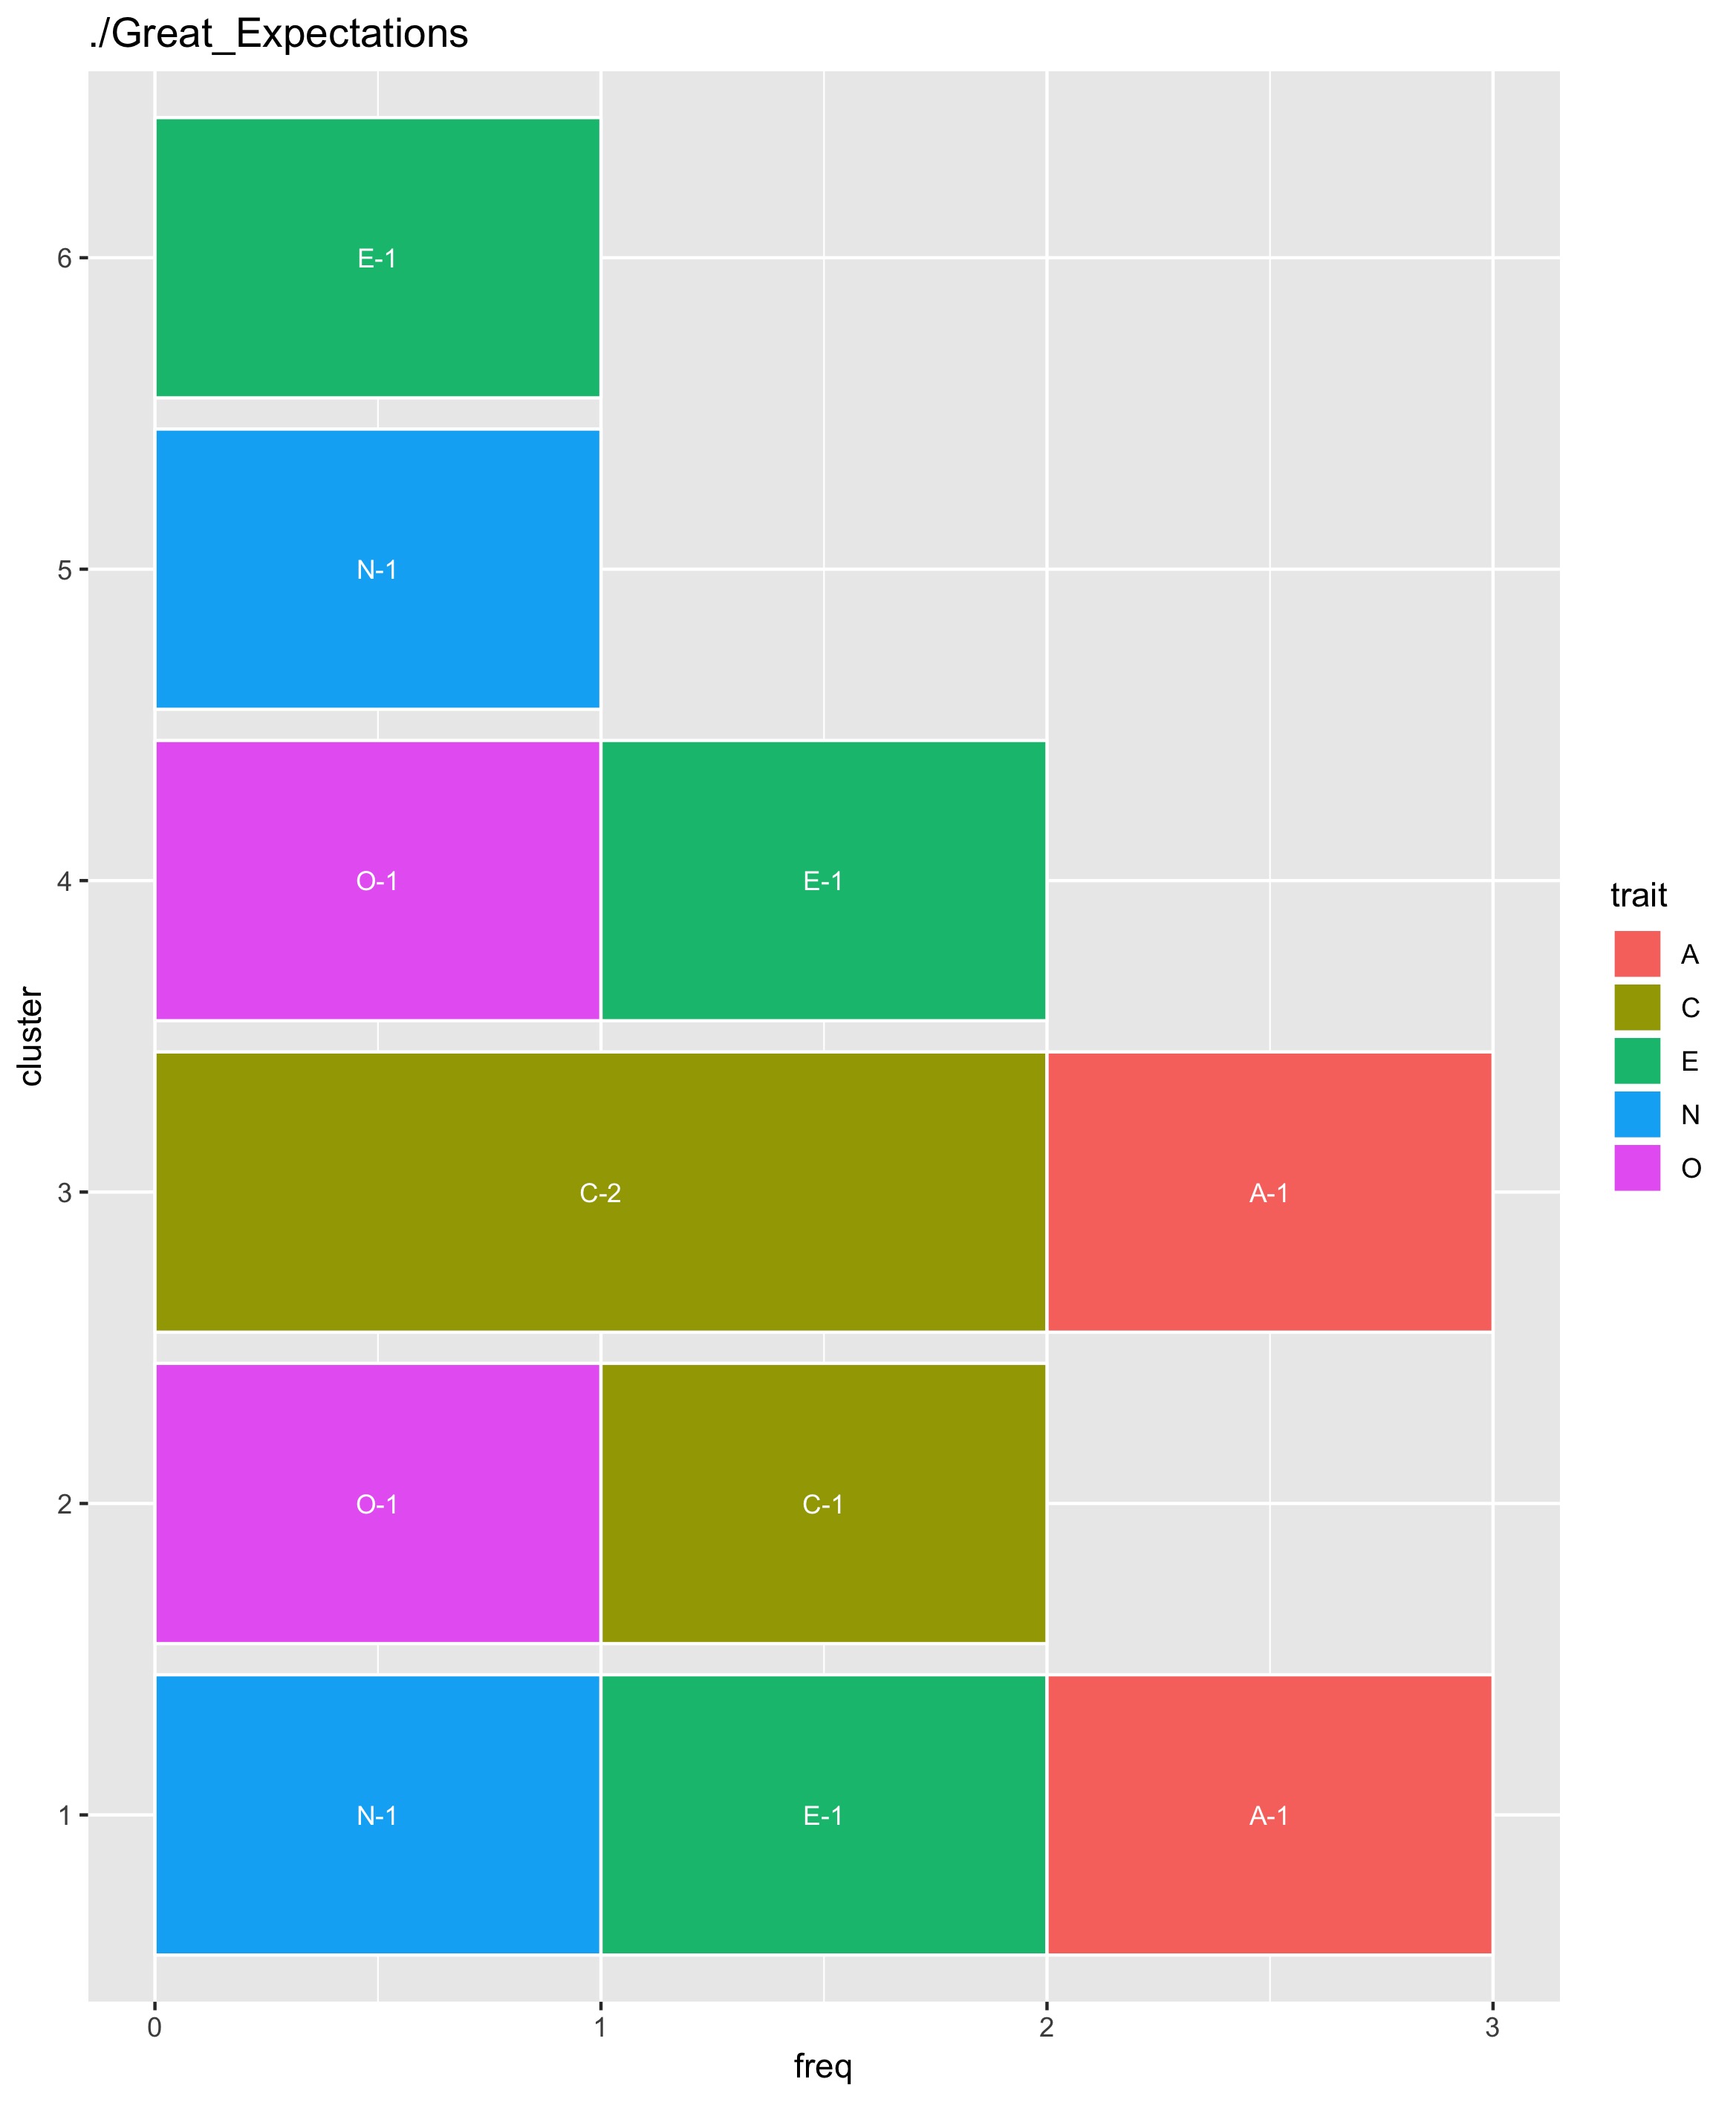 ./Great_Expectations
cluster
6
E-1
5
N-1
4
O-1 E-1
3
C-2 A-1
2
O-1 C-1
1
N-1 E-1 A-1
0 1 2 3
freq
trait
A
C
E
N
O